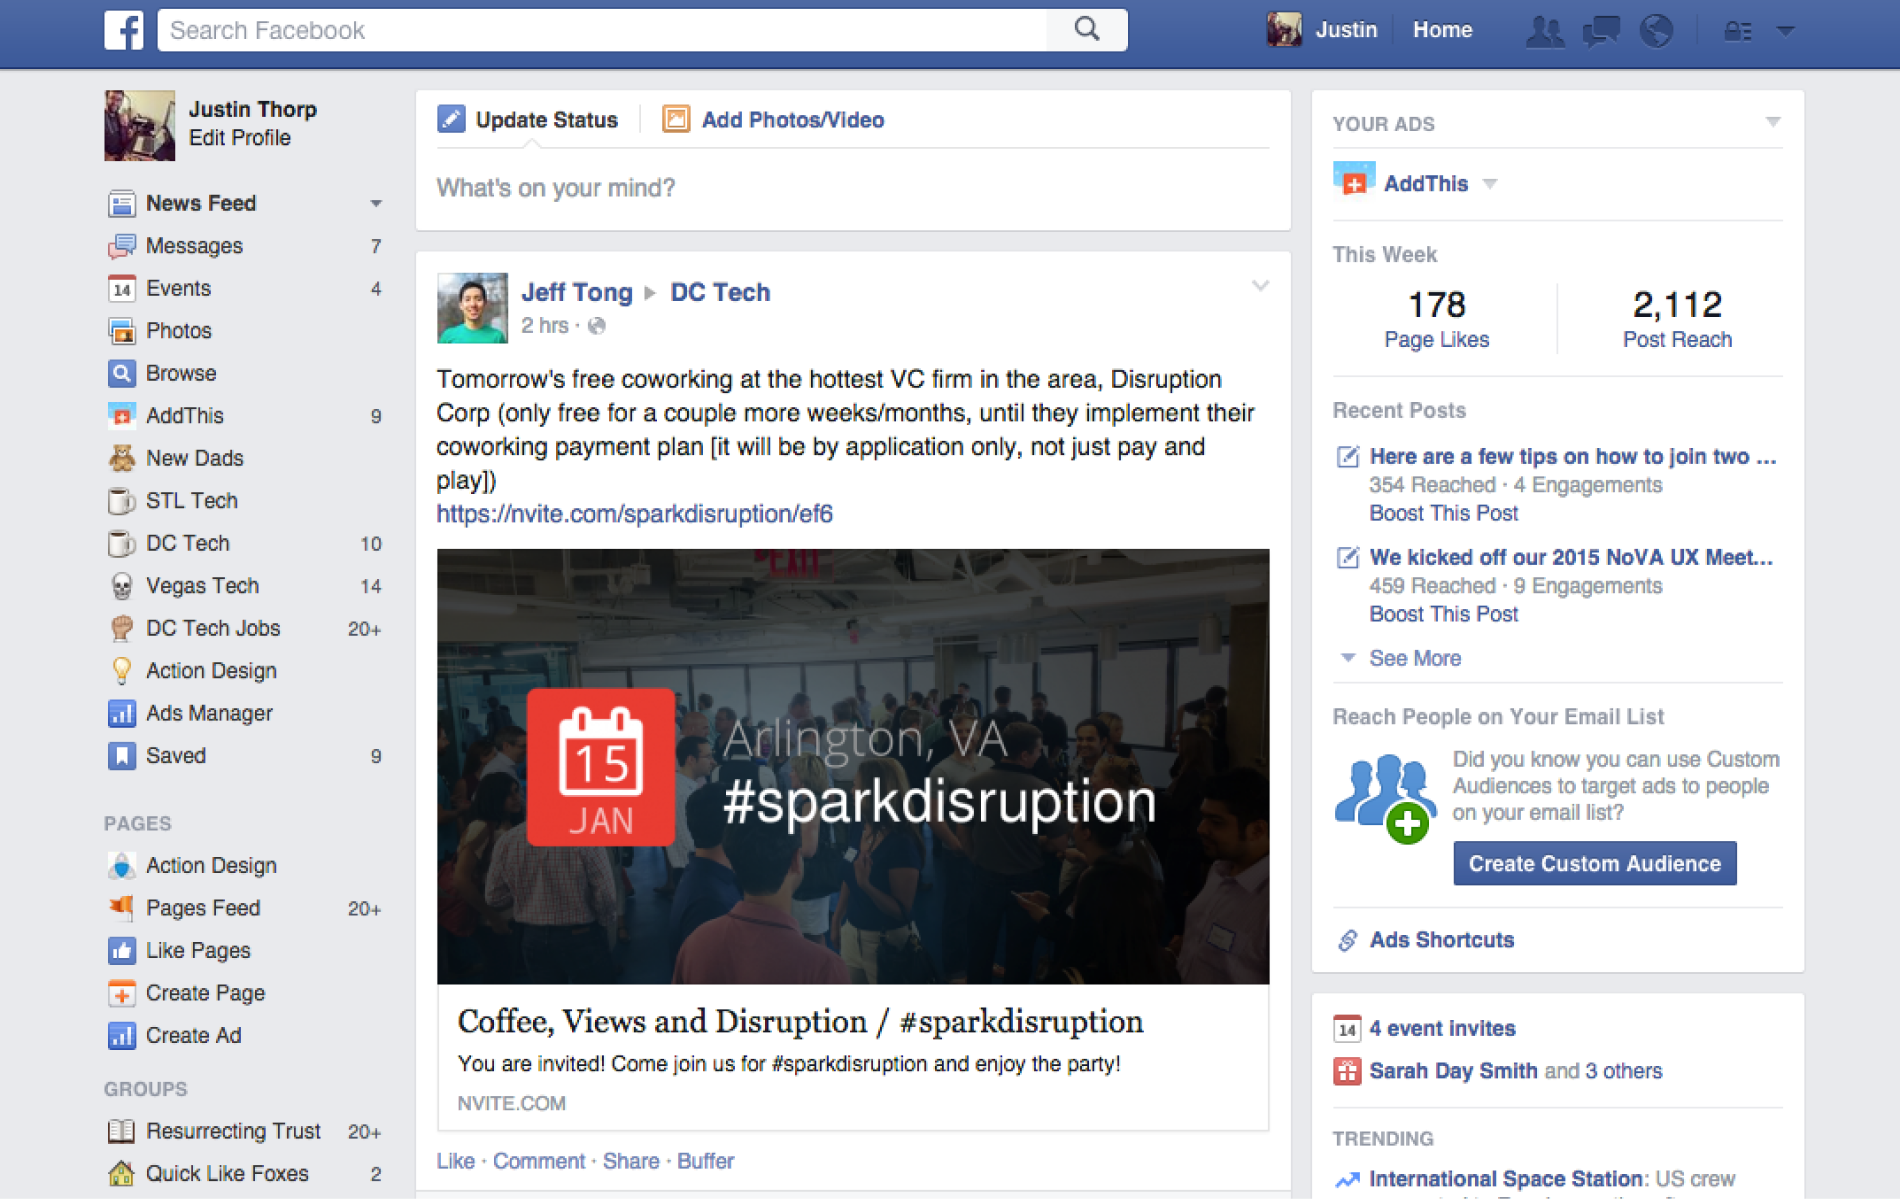 Search Facebook
Justin
Home
Justin Thorp
Edit Profile
News Feed
Messages 7
14 Events 4
Photos
Browse
AddThis 9
New Dads
STL Tech
DC Tech 10
Vegas Tech 14
DC Tech Jobs 20+
Action Design
Ads Manager
Saved 9
PAGES
Action Design
Pages Feed 20+
Like Pages
Create Page
Create Ad
GROUPS
Resurrecting Trust 20+
Quick Like Foxes 2
Update Status
Add Photos/Video
What's on your mind?
Jeff Tong ▸ DC Tech
2 hrs ·
Tomorrow's free coworking at the hottest VC firm in the area, Disruption
Corp (only free for a couple more weeks/months, until they implement their
coworking payment plan [it will be by application only, not just pay and
play])
https://nvite.com/sparkdisruption/ef6
EXIT
15
JAN
Arlington, VA
#sparkdisruption
Coffee, Views and Disruption / #sparkdisruption
You are invited! Come join us for #sparkdisruption and enjoy the party!
NVITE.COM
Like · Comment · Share · Buffer
YOUR ADS
AddThis
This Week
178
Page Likes
2,112
Post Reach
Recent Posts
Here are a few tips on how to join two ...
354 Reached · 4 Engagements
Boost This Post
We kicked off our 2015 NoVA UX Meet...
459 Reached · 9 Engagements
Boost This Post
See More
Reach People on Your Email List
Did you know you can use Custom
Audiences to target ads to people
on your email list?
Create Custom Audience
Ads Shortcuts
14 4 event invites
Sarah Day Smith and 3 others
TRENDING
International Space Station: US crew